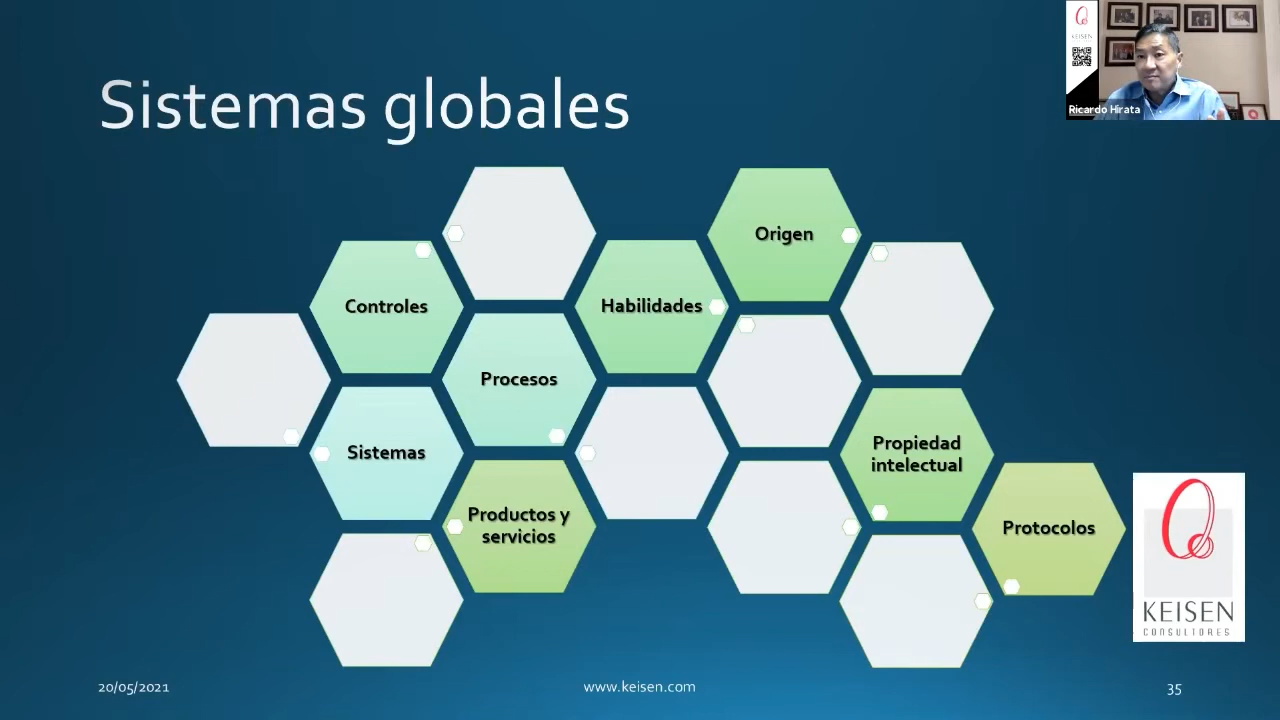 KEISEN
Ricardo Hirata
Sistemas globales
Origen
Controles
Habilidades
Procesos
Propiedad
intelectual
Sistemas
Productos y
servicios
Protocolos
KEISEN
CONSULTORES
20/05/2021
www.keisen.com
35